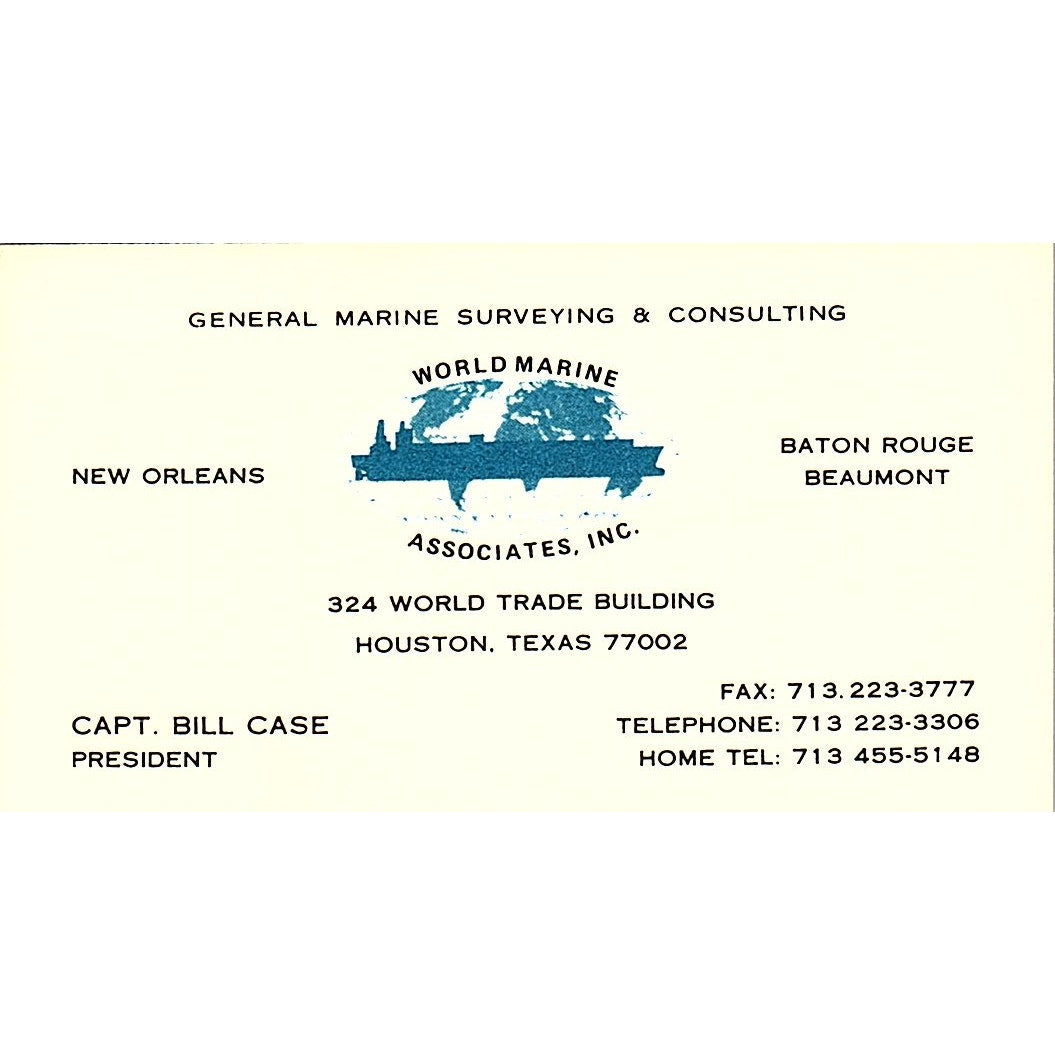 GENERAL MARINE SURVEYING & CONSULTING
WORLD MARINE
ASSOCIATES, INC.
NEW ORLEANS
BATON ROUGE
BEAUMONT
324 WORLD TRADE BUILDING
HOUSTON, TEXAS 77002
CAPT. BILL CASE
PRESIDENT
FAX: 713.223-3777
TELEPHONE: 713 223-3306
HOME TEL: 713 455-5148